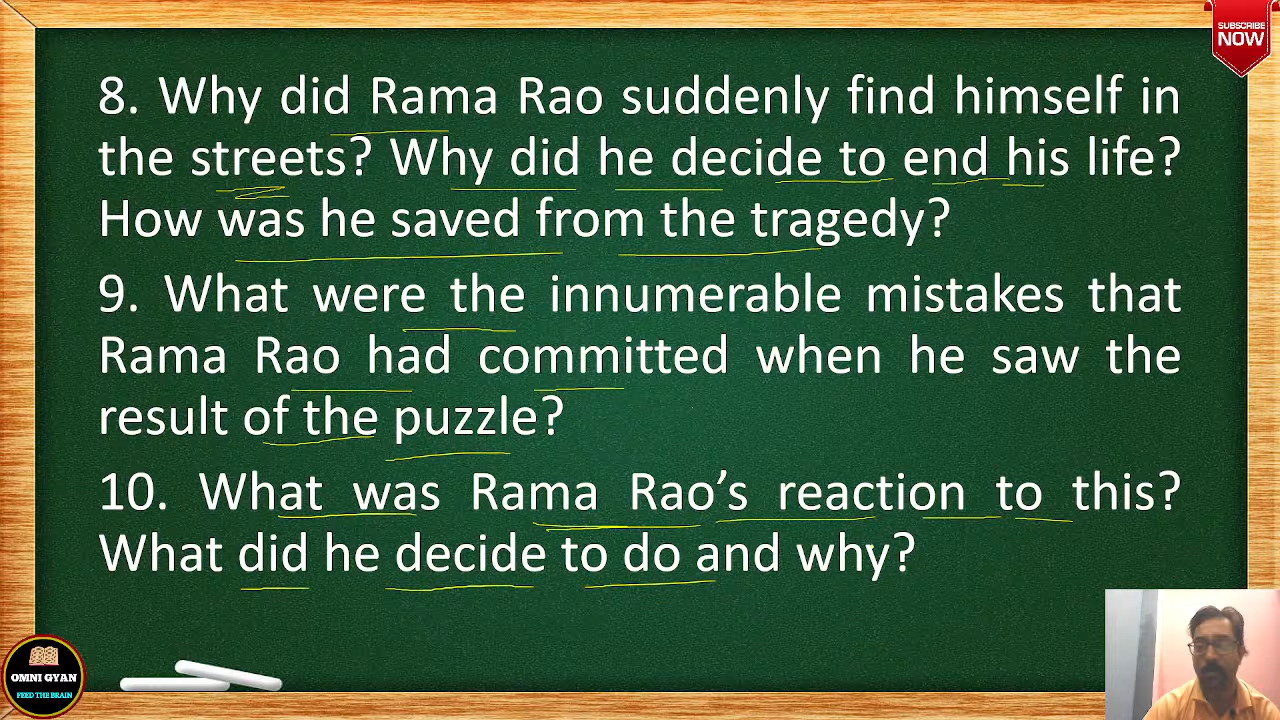 SUBSCRIBE
NOW
8. Why did Rama Rao suddenly find himself in
the streets? Why did he decide to end his life?
How was he saved from the tragedy?
9. What were the innumerable mistakes that
Rama Rao had committed when he saw the
result of the puzzle?
10. What was Rama Rao’s reaction to this?
What did he decide to do and why?
OMNI GYAN
FEED THE BRAIN